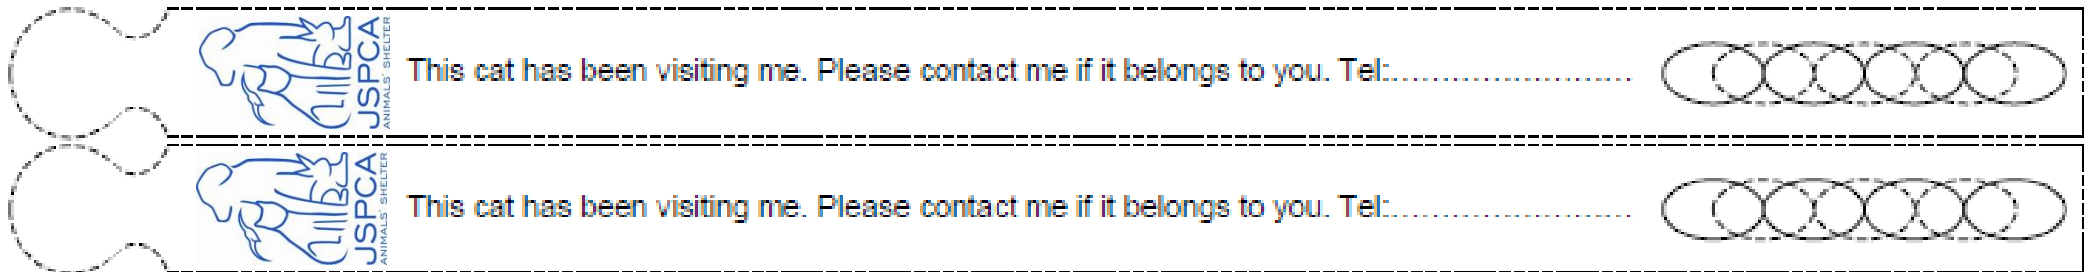 JSPCA
ANIMALS' SHELTER
This cat has been visiting me. Please contact me if it belongs to you. Tel:........................
JSPCA
ANIMALS' SHELTER
This cat has been visiting me. Please contact me if it belongs to you. Tel:........................